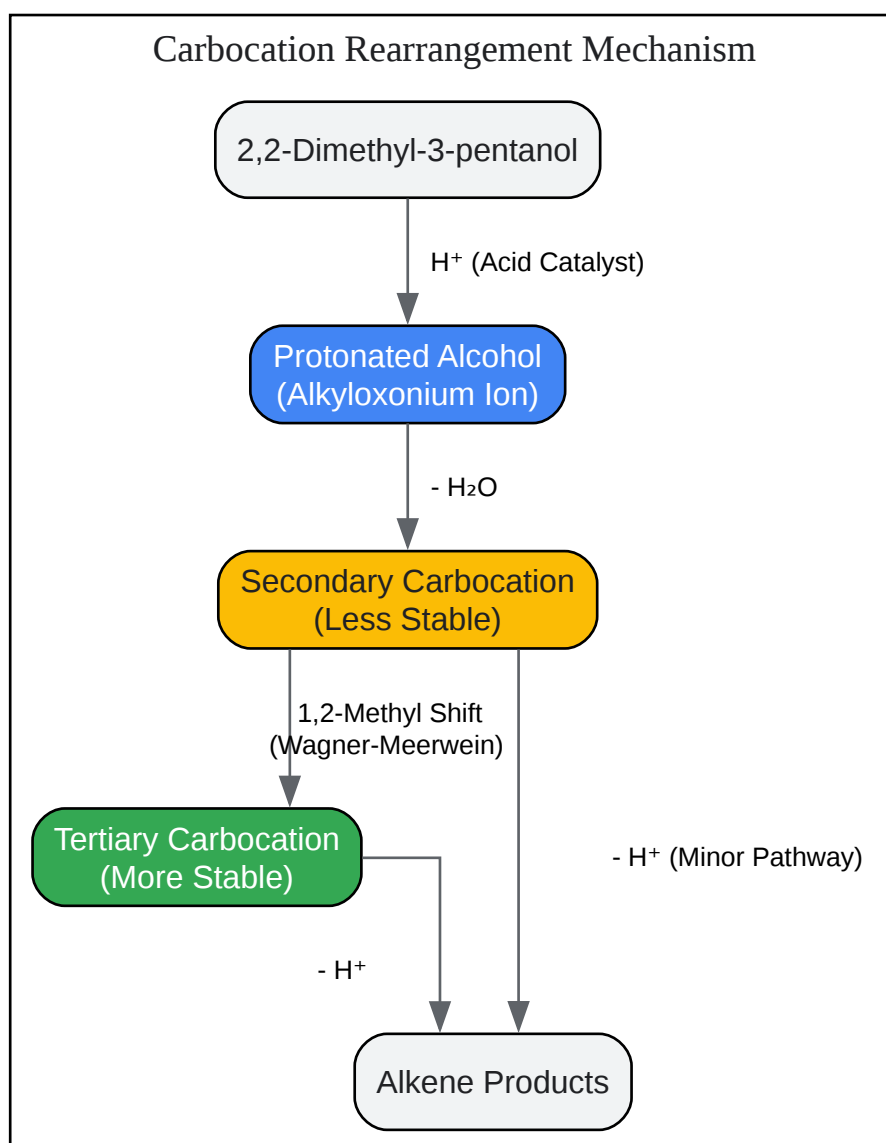 Carbocation Rearrangement Mechanism
2,2-Dimethyl-3-pentanol
H⁺ (Acid Catalyst)
Protonated Alcohol
(Alkyloxonium Ion)
- H₂O
Secondary Carbocation
(Less Stable)
1,2-Methyl Shift
(Wagner-Meerwein)
Tertiary Carbocation
(More Stable)
- H⁺ (Minor Pathway)
- H⁺
Alkene Products